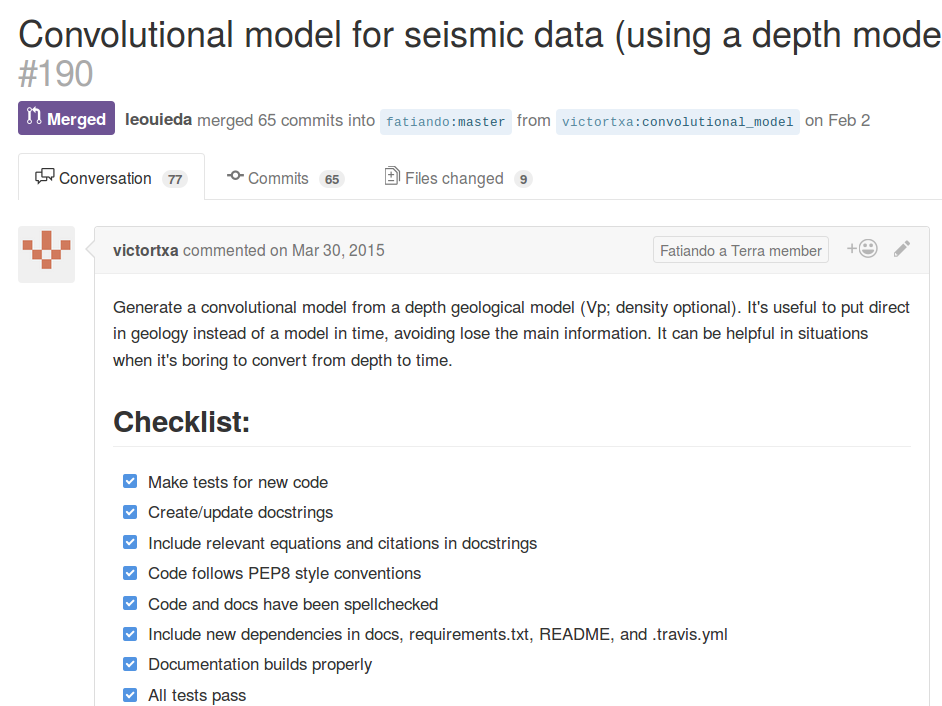 Convolutional model for seismic data (using a depth mode
#190
Merged leouieda merged 65 commits into fatiando:master from victortxa:convolutional_model on Feb 2
Conversation 77 Commits 65 Files changed 9
victortxa commented on Mar 30, 2015 Fatiando a Terra member
Generate a convolutional model from a depth geological model (Vp; density optional). It's useful to put direct
in geology instead of a model in time, avoiding lose the main information. It can be helpful in situations
when it's boring to convert from depth to time.
Checklist:
Make tests for new code
Create/update docstrings
Include relevant equations and citations in docstrings
Code follows PEP8 style conventions
Code and docs have been spellchecked
Include new dependencies in docs, requirements.txt, README, and .travis.yml
Documentation builds properly
All tests pass